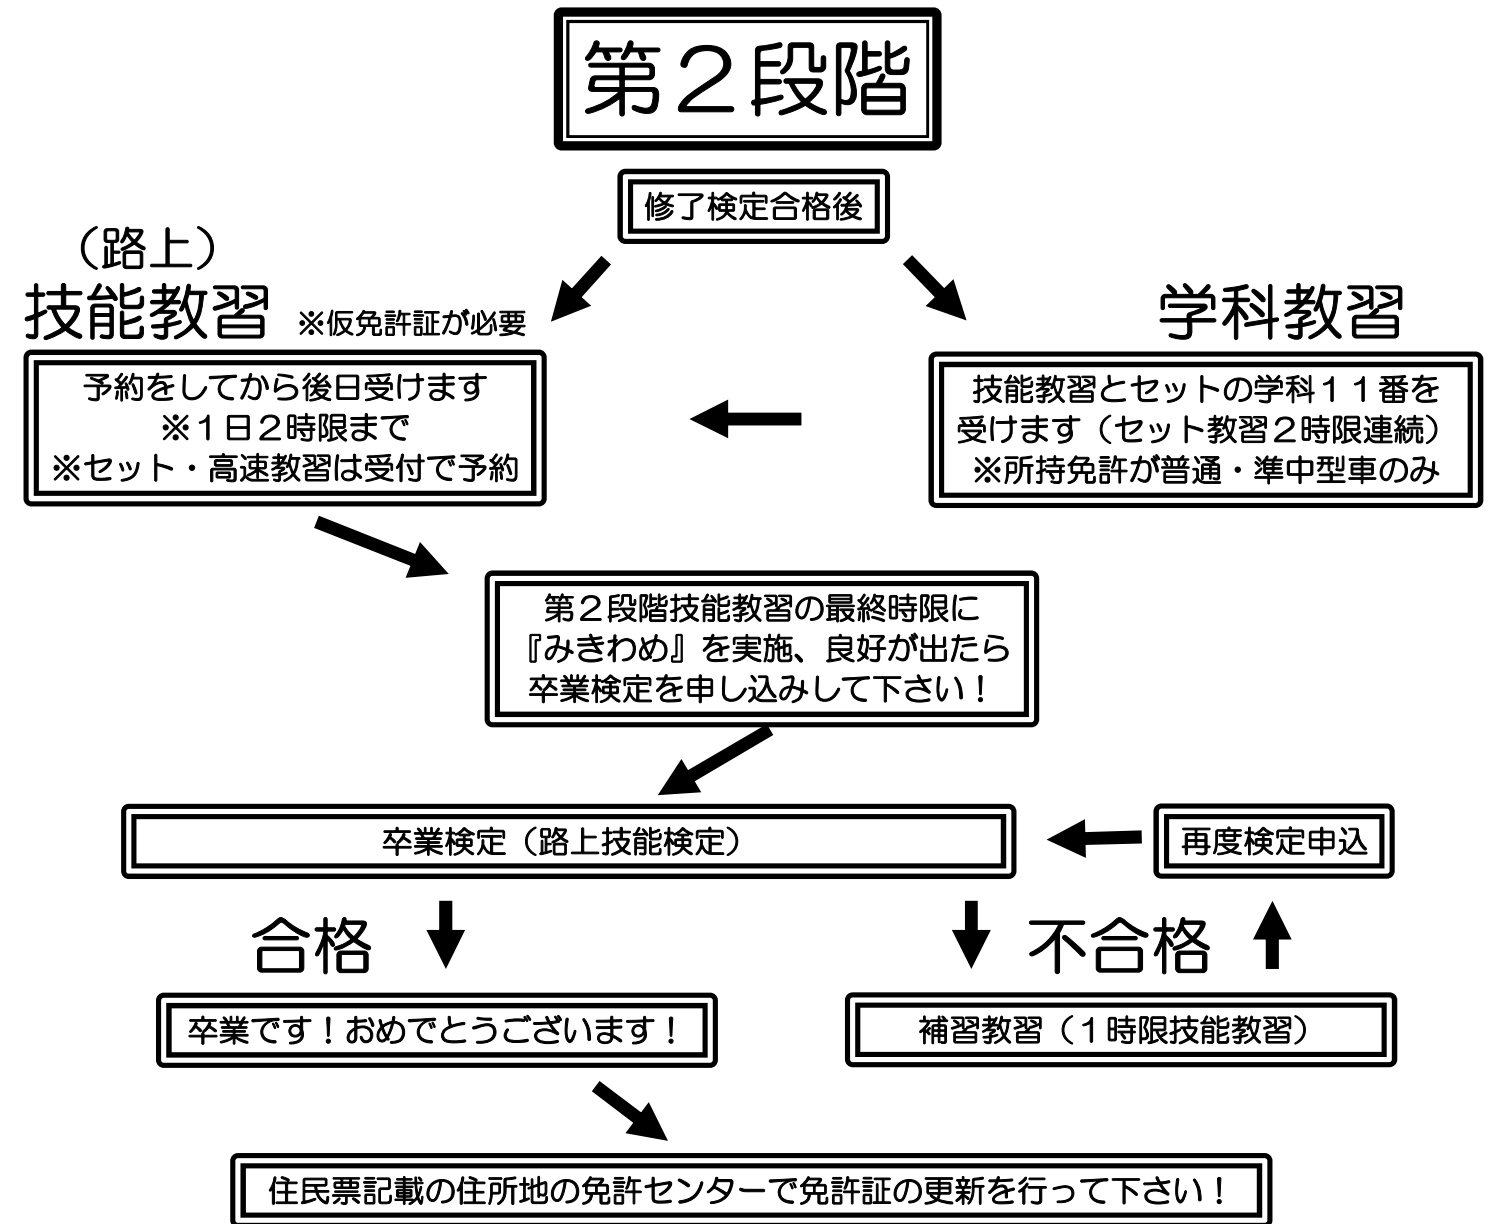 第２段階
修了検定合格後
（路上）
技能教習 ※仮免許証が必要
予約をしてから後日受けます
※１日２時限まで
※セット・高速教習は受付で予約
学科教習
技能教習とセットの学科１１番を
受けます（セット教習２時限連続）
※所持免許が普通・準中型車のみ
第２段階技能教習の最終時限に
『みきわめ』を実施、良好が出たら
卒業検定を申し込みして下さい！
卒業検定（路上技能検定）
再度検定申込
合格
不合格
卒業です！おめでとうございます！
補習教習（１時限技能教習）
住民票記載の住所地の免許センターで免許証の更新を行って下さい！